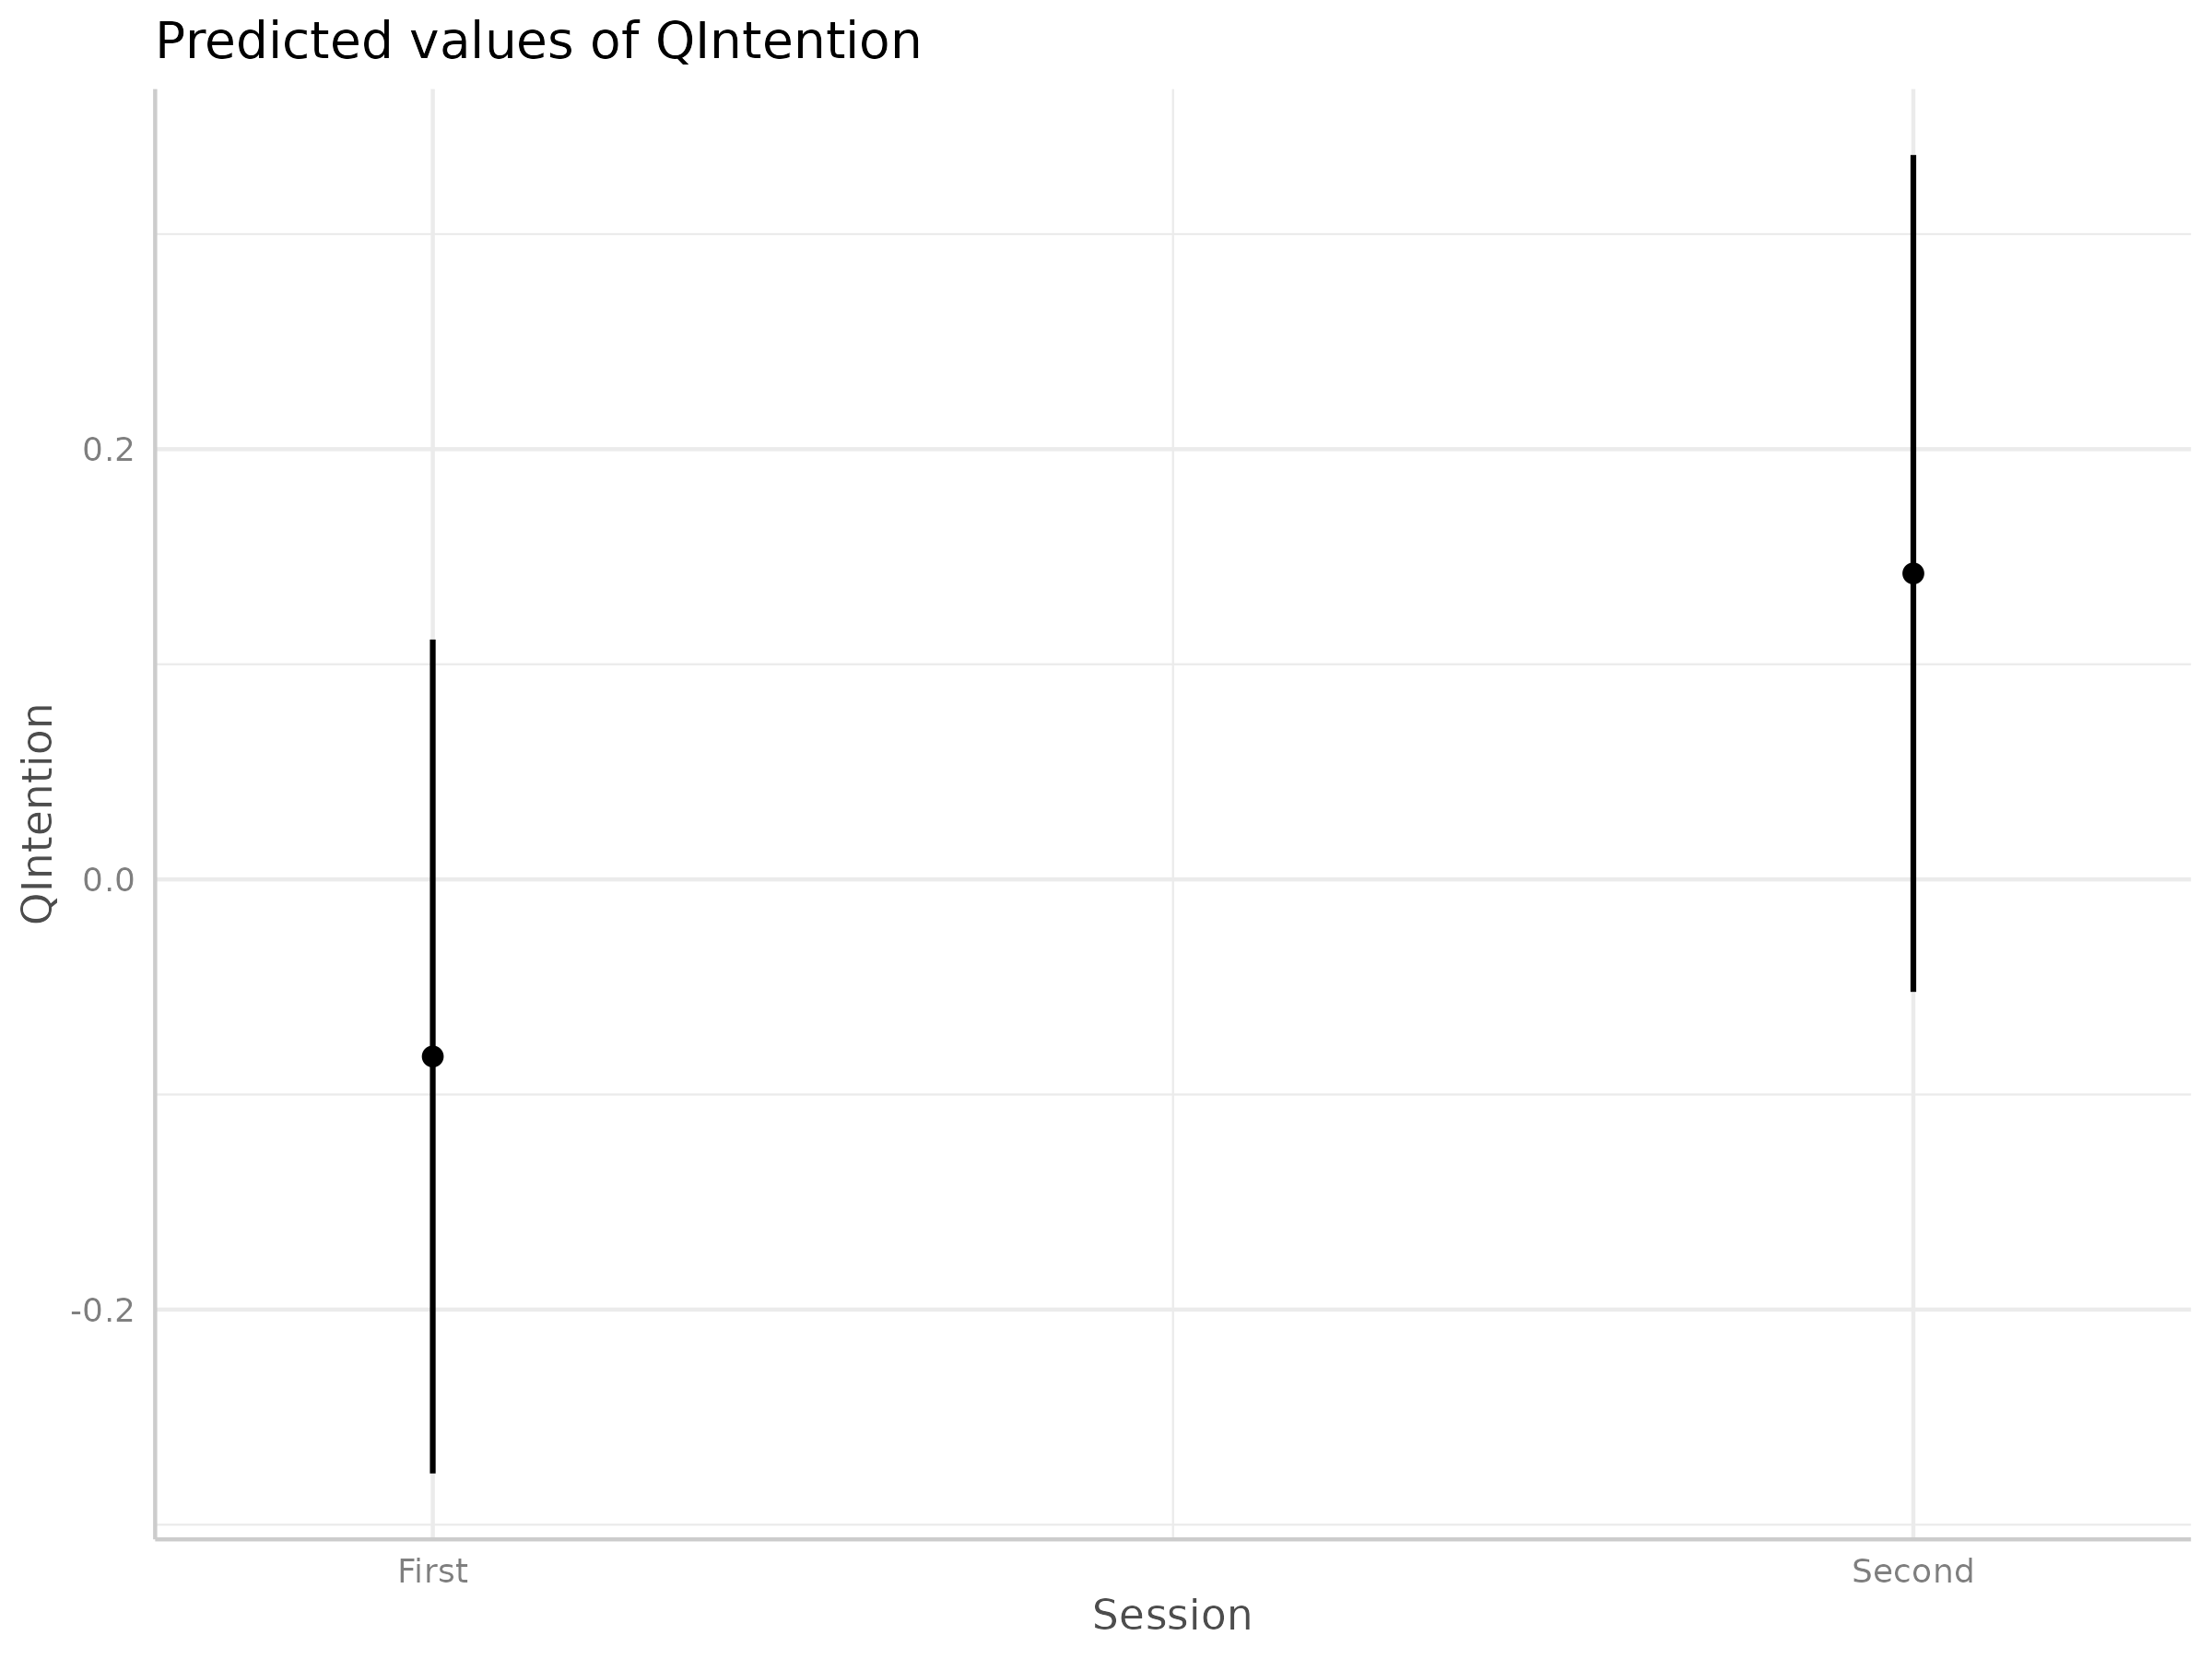 Predicted values of QIntention
QIntention
0.2
0.0
-0.2
First
Second
Session